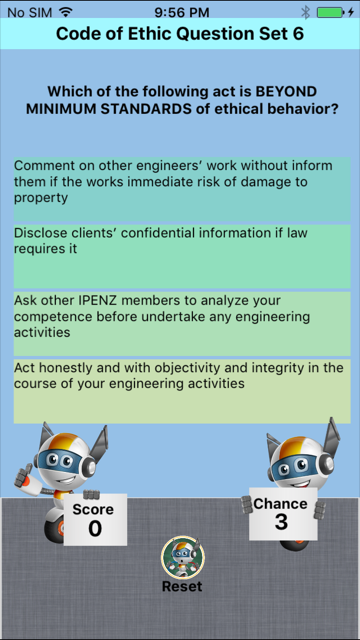 No SIM 9:56 PM
Code of Ethic Question Set 6
Which of the following act is BEYOND
MINIMUM STANDARDS of ethical behavior?
Comment on other engineers’ work without inform
them if the works immediate risk of damage to
property
Disclose clients’ confidential information if law
requires it
Ask other IPENZ members to analyze your
competence before undertake any engineering
activities
Act honestly and with objectivity and integrity in the
course of your engineering activities
Score
0
Chance
3
Reset